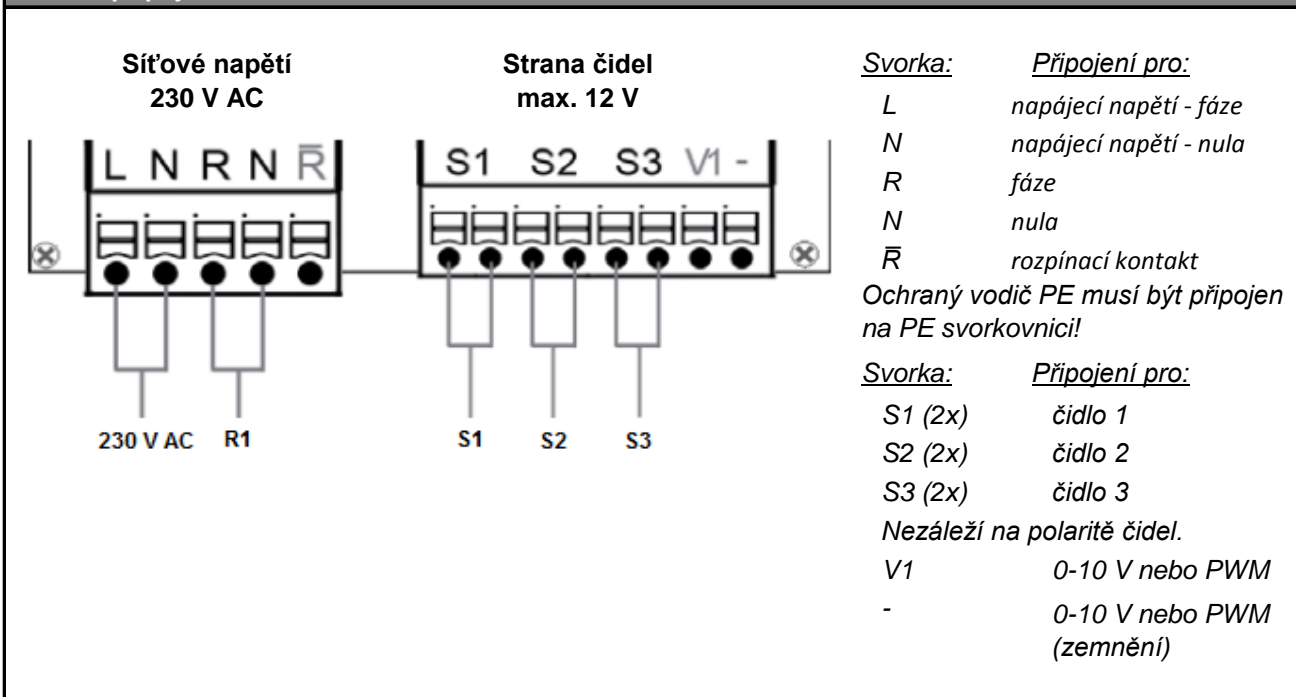 Síťové napětí
230 V AC
Strana čidel
max. 12 V
L N R N R̅
S1 S2 S3 V1 -
230 V AC R1
S1 S2 S3
Svorka: Připojení pro:
L napájecí napětí - fáze
N napájecí napětí - nula
R fáze
N nula
R̅ rozpínací kontakt
Ochraný vodič PE musí být připojen
na PE svorkovnici!
Svorka: Připojení pro:
S1 (2x) čidlo 1
S2 (2x) čidlo 2
S3 (2x) čidlo 3
Nezáleží na polaritě čidel.
V1 0-10 V nebo PWM
- 0-10 V nebo PWM
(zemnění)